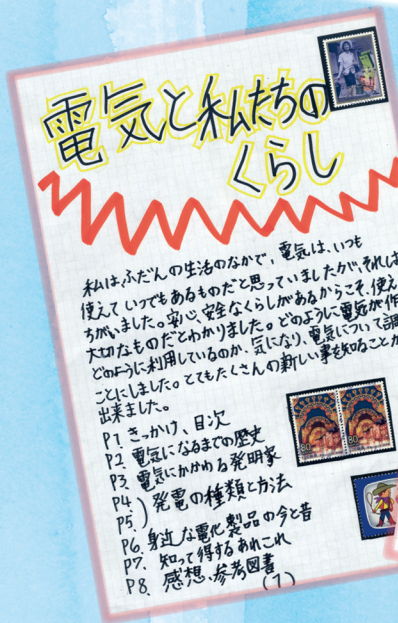 電気と私たちの
くらし
私はふだんの生活のなかで、電気は、いつも
使えていつでもあるものだと思っていましたが、それは
ちがいました。安心、安全なくらしがあるからこそ、使え
大切なものだとわかりました。どのように電気が作
どのように利用しているのか、気になり、電気について調
ことにしました。とてもたくさんの新しい事を知ることが
出来ました。
P1 きっかけ、目次
P2 電気になるまでの歴史
P3 電気にかかわる発明家
P4
P5 ) 発電の種類と方法
P6 身近な電化製品の今と昔
P7 知って得するあれこれ
P8 感想、参考図書
(1)
80 80